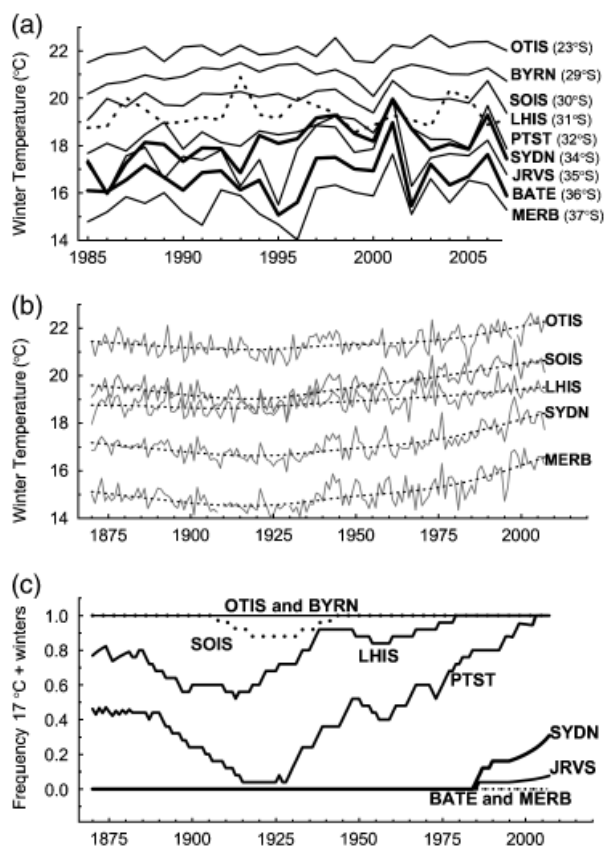 (a)
Winter Temperature (°C)
22
20
18
16
14
OTIS (23°S)
BYRN (29°S)
SOIS (30°S)
LHIS (31°S)
PTST (32°S)
SYDN (34°S)
JRVS (35°S)
BATE (36°S)
MERB (37°S)
1985 1990 1995 2000 2005
(b)
Winter Temperature (°C)
22
20
18
16
14
OTIS
SOIS
LHIS
SYDN
MERB
1875 1900 1925 1950 1975 2000
(c)
Frequency 17 °C + winters
1.0
0.8
0.6
0.4
0.2
0.0
OTIS and BYRN
SOIS
LHIS
PTST
SYDN
JRVS
BATE and MERB
1875 1900 1925 1950 1975 2000